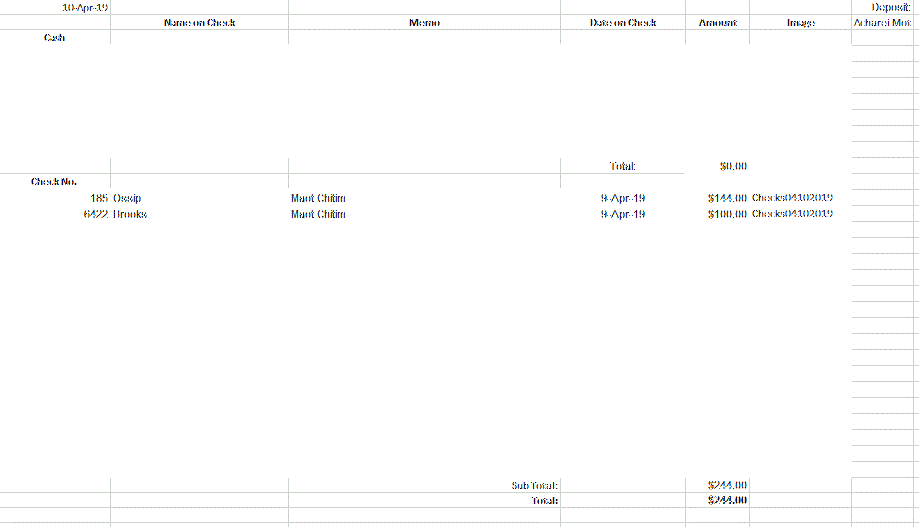 10-Apr-19 Deposit:
Name on Check Memo Date on Check Amount Image Acharei Mot
Cash
Total: $0.00
Check No.
185 Ossip Maot Chitim 9-Apr-19 $144.00 Checks04102019
6422 Brooks Maot Chitim 9-Apr-19 $100.00 Checks04102019
Sub Total: $244.00
Total: $244.00